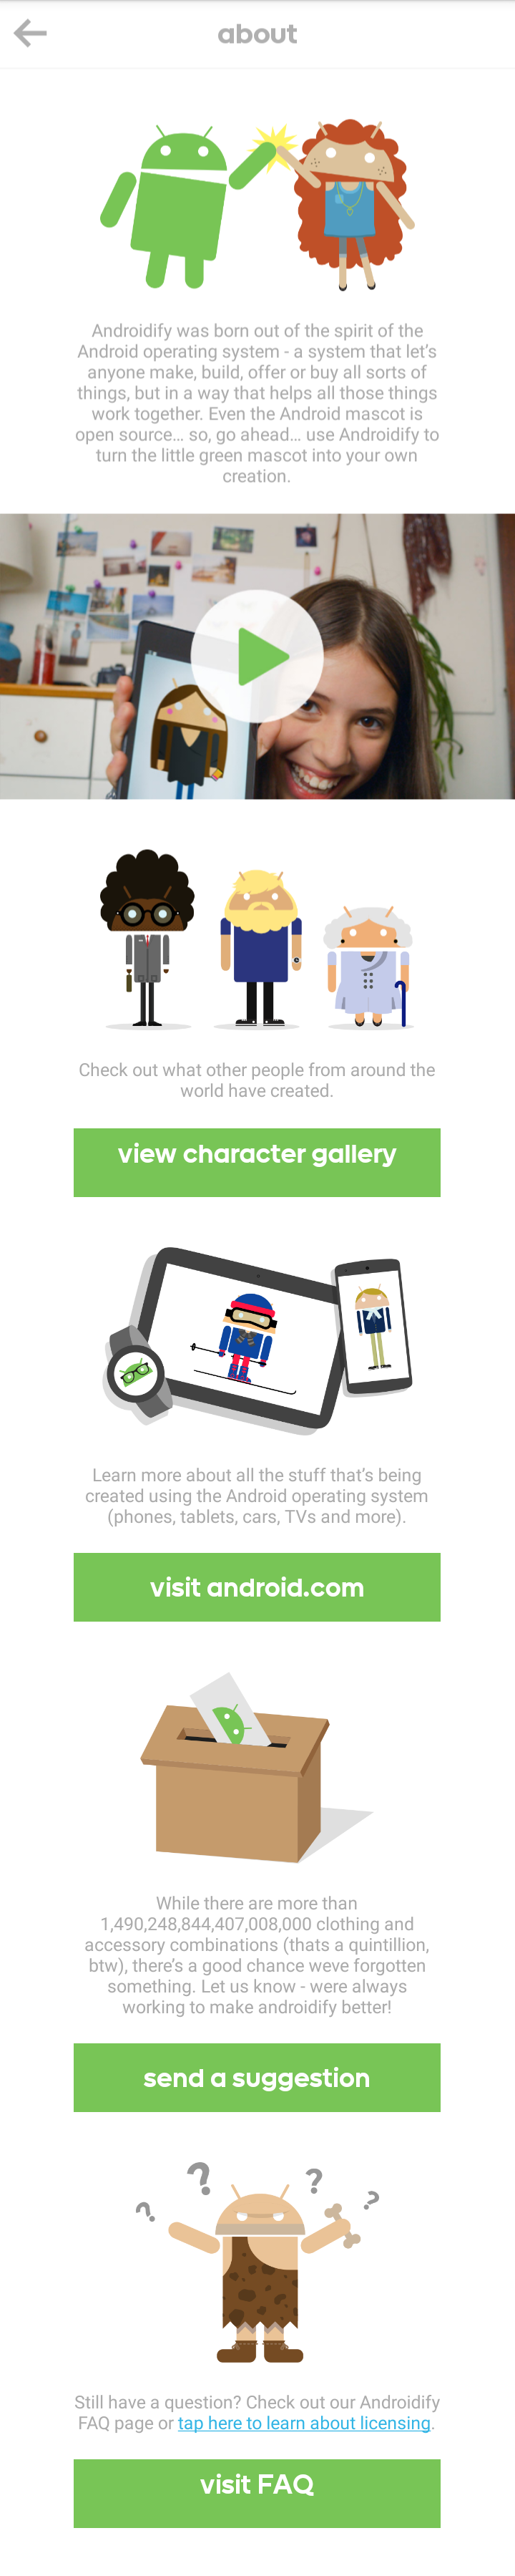 about
Androidify was born out of the spirit of the
Android operating system - a system that let's
anyone make, build, offer or buy all sorts of
things, but in a way that helps all those things
work together. Even the Android mascot is
open source... so, go ahead... use Androidify to
turn the little green mascot into your own
creation.
Check out what other people from around the
world have created.
view character gallery
Learn more about all the stuff that's being
created using the Android operating system
(phones, tablets, cars, TVs and more).
visit android.com
While there are more than
1,490,248,844,407,008,000 clothing and
accessory combinations (thats a quintillion,
btw), there's a good chance weve forgotten
something. Let us know - were always
working to make androidify better!
send a suggestion
? ? ? ?
Still have a question? Check out our Androidify
FAQ page or tap here to learn about licensing.
visit FAQ